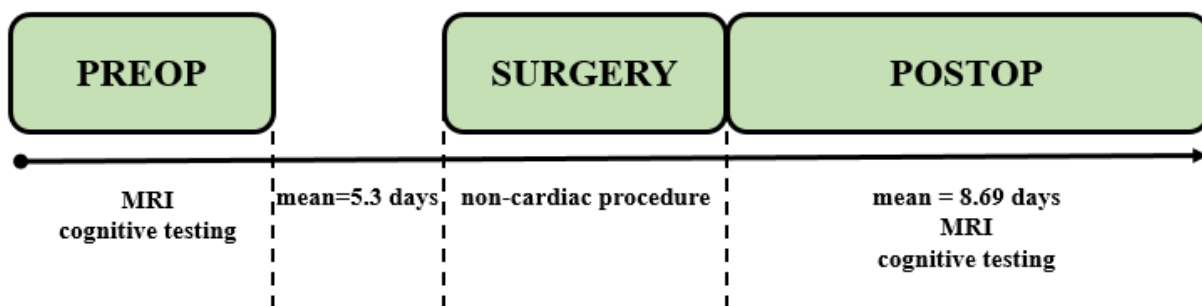 PREOP
SURGERY
POSTOP
MRI
cognitive testing
mean=5.3 days
non-cardiac procedure
mean = 8.69 days
MRI
cognitive testing